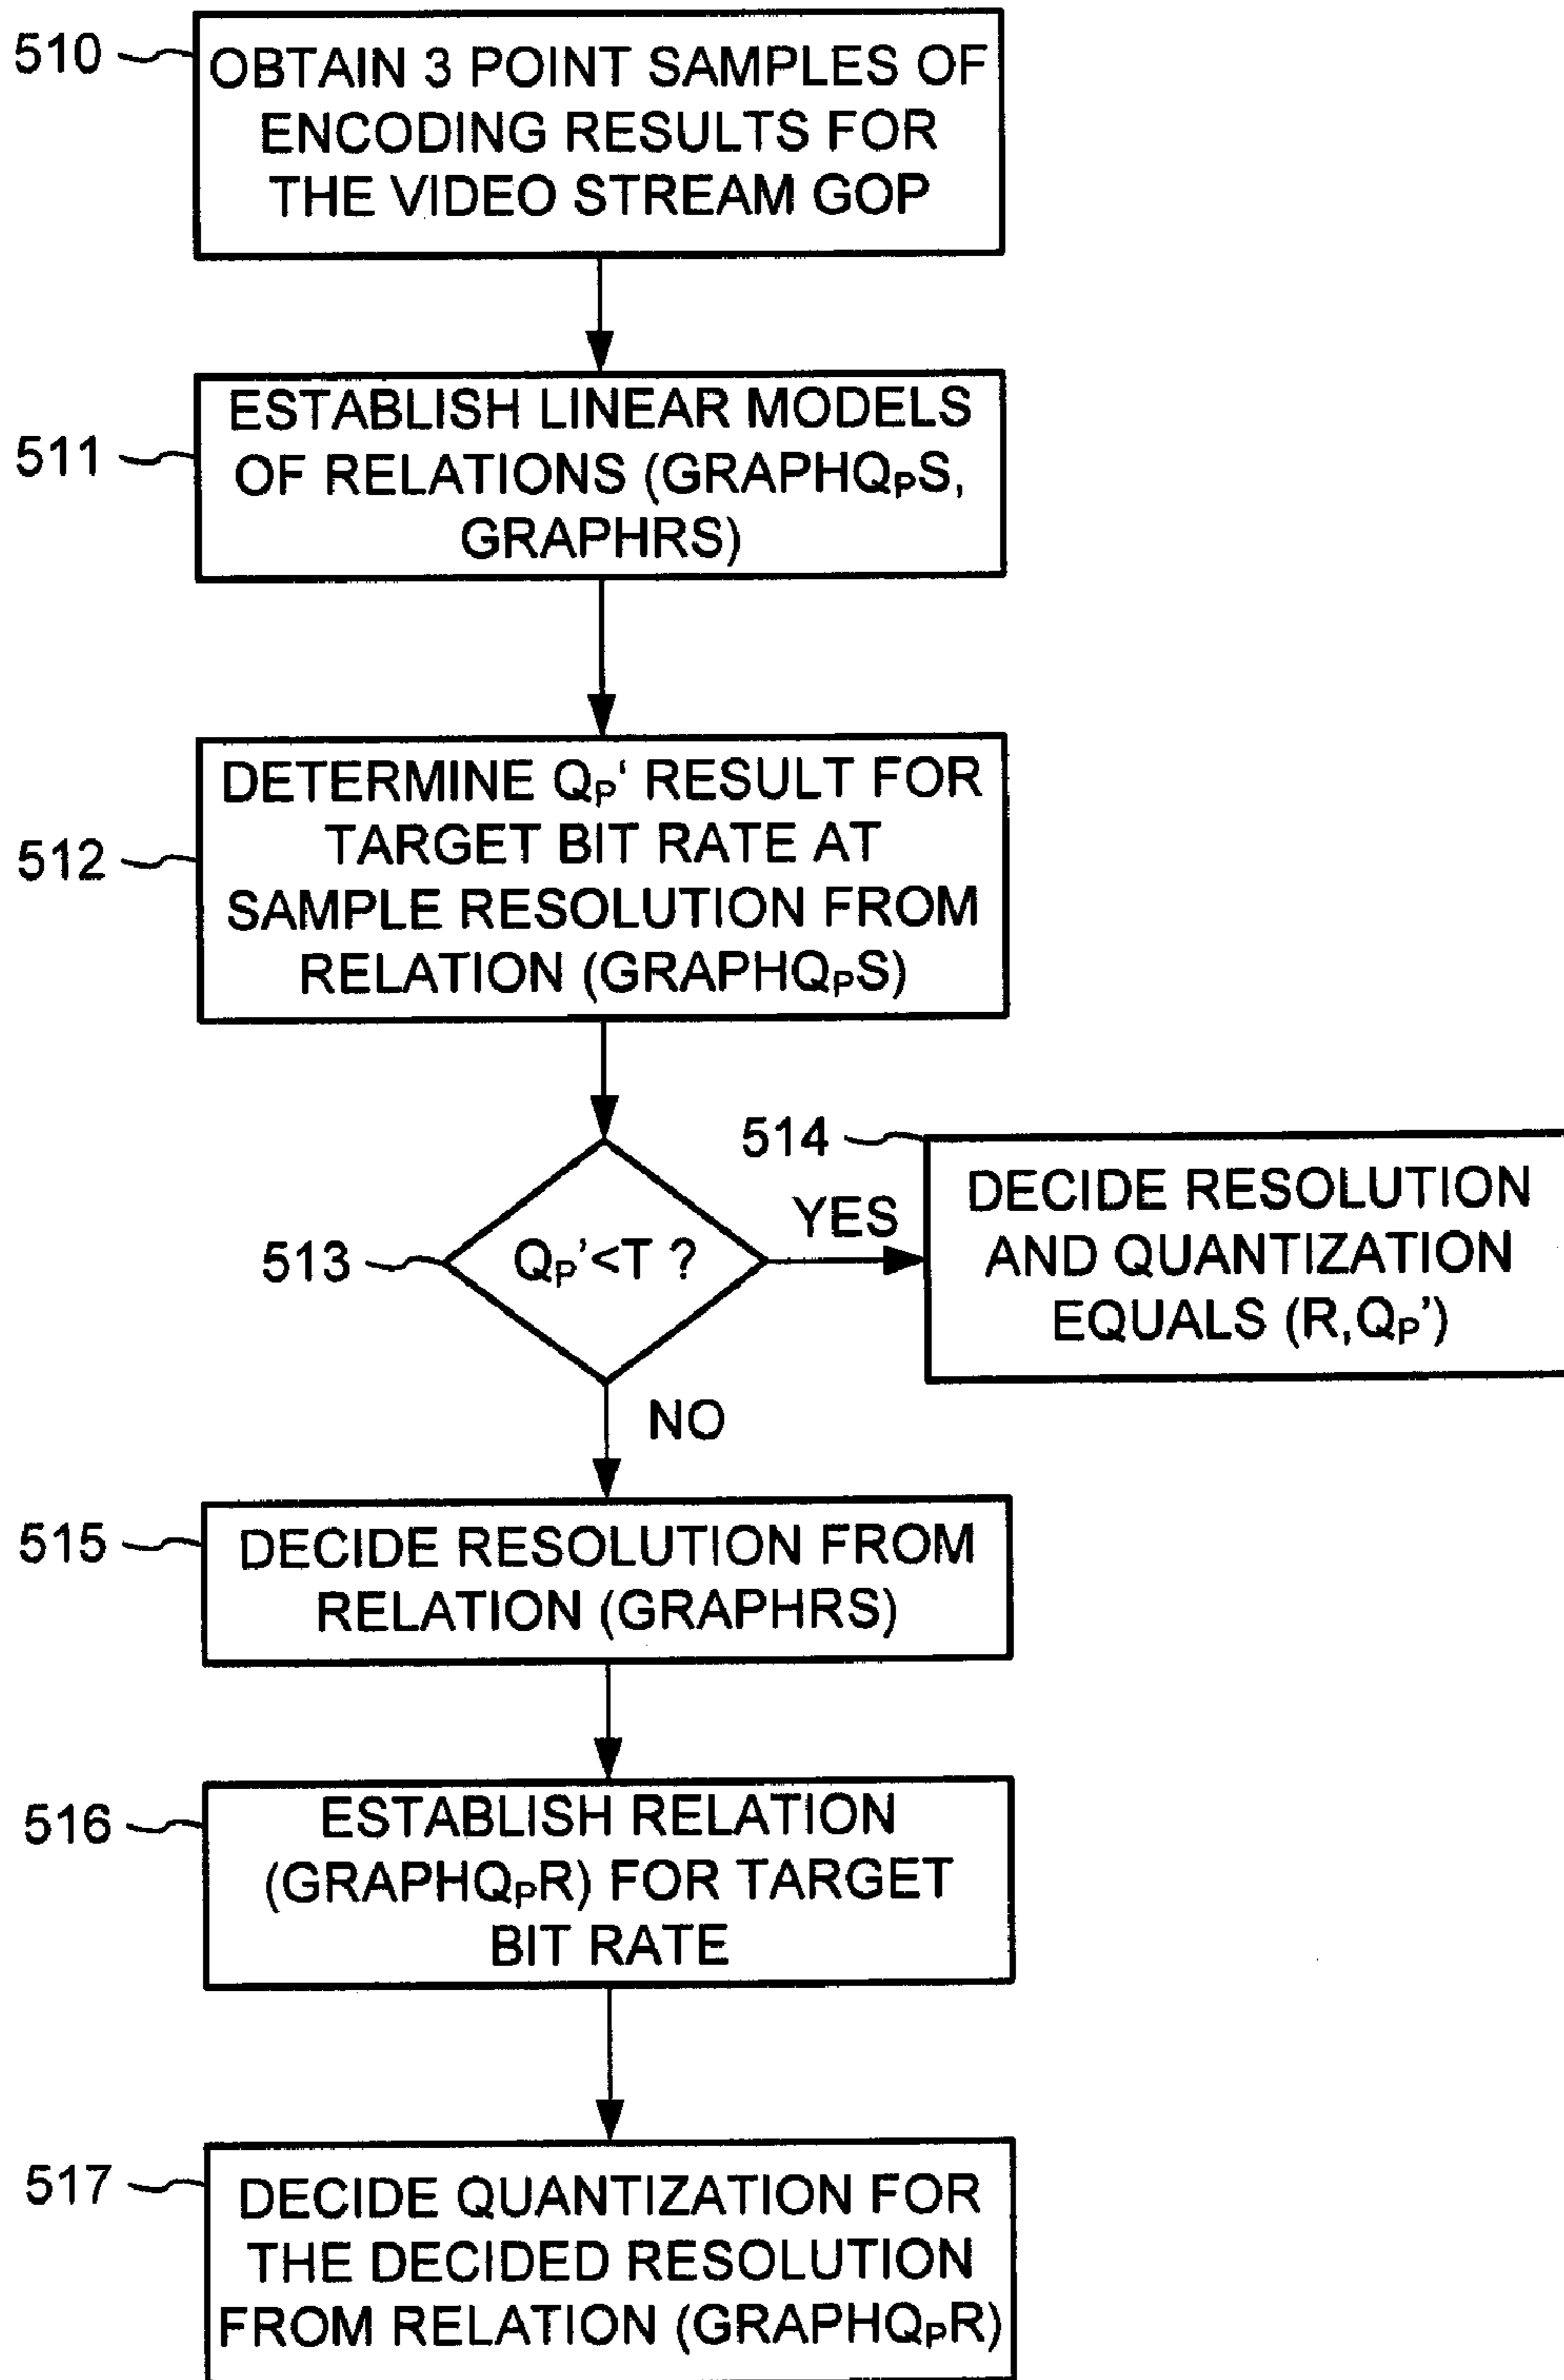 510
OBTAIN 3 POINT SAMPLES OF
ENCODING RESULTS FOR
THE VIDEO STREAM GOP
511
ESTABLISH LINEAR MODELS
OF RELATIONS (GRAPHQPS,
GRAPHRS)
512
DETERMINE QP' RESULT FOR
TARGET BIT RATE AT
SAMPLE RESOLUTION FROM
RELATION (GRAPHQPS)
513
QP'<T ?
YES
514
DECIDE RESOLUTION
AND QUANTIZATION
EQUALS (R,QP')
NO
515
DECIDE RESOLUTION FROM
RELATION (GRAPHRS)
516
ESTABLISH RELATION
(GRAPHQPR) FOR TARGET
BIT RATE
517
DECIDE QUANTIZATION FOR
THE DECIDED RESOLUTION
FROM RELATION (GRAPHQPR)